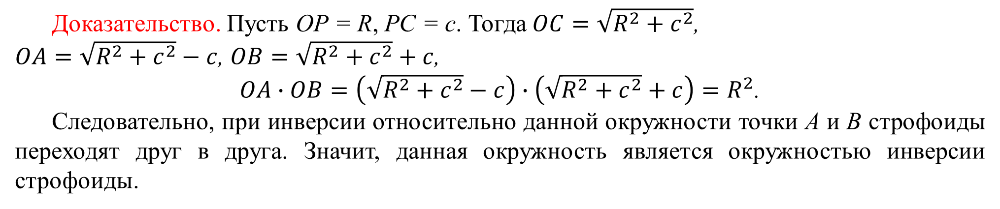 Доказательство. Пусть OP = R, PC = c. Тогда OC = √(R² + c²),
OA = √(R² + c²) − c, OB = √(R² + c²) + c,
OA · OB = (√(R² + c²) − c) · (√(R² + c²) + c) = R².
Следовательно, при инверсии относительно данной окружности точки A и B строфоиды
переходят друг в друга. Значит, данная окружность является окружностью инверсии
строфоиды.